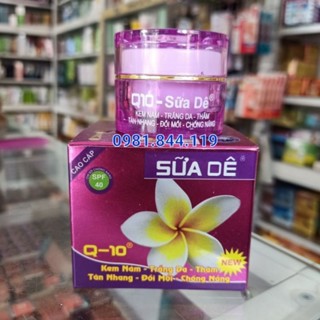 Q10 - Sữa Dê
KEM NÁM - TRẮNG DA - THÂM
TÀN NHANG - ĐỒI MỒI - CHỐNG NẮNG
0981.844.119
CAO CẤP
SPF
40
SỮA DÊ
Q-10®
NEW
Kem Nám - Trắng Da - Thâm
Tàn Nhang - Đồi Mồi - Chống Nắng